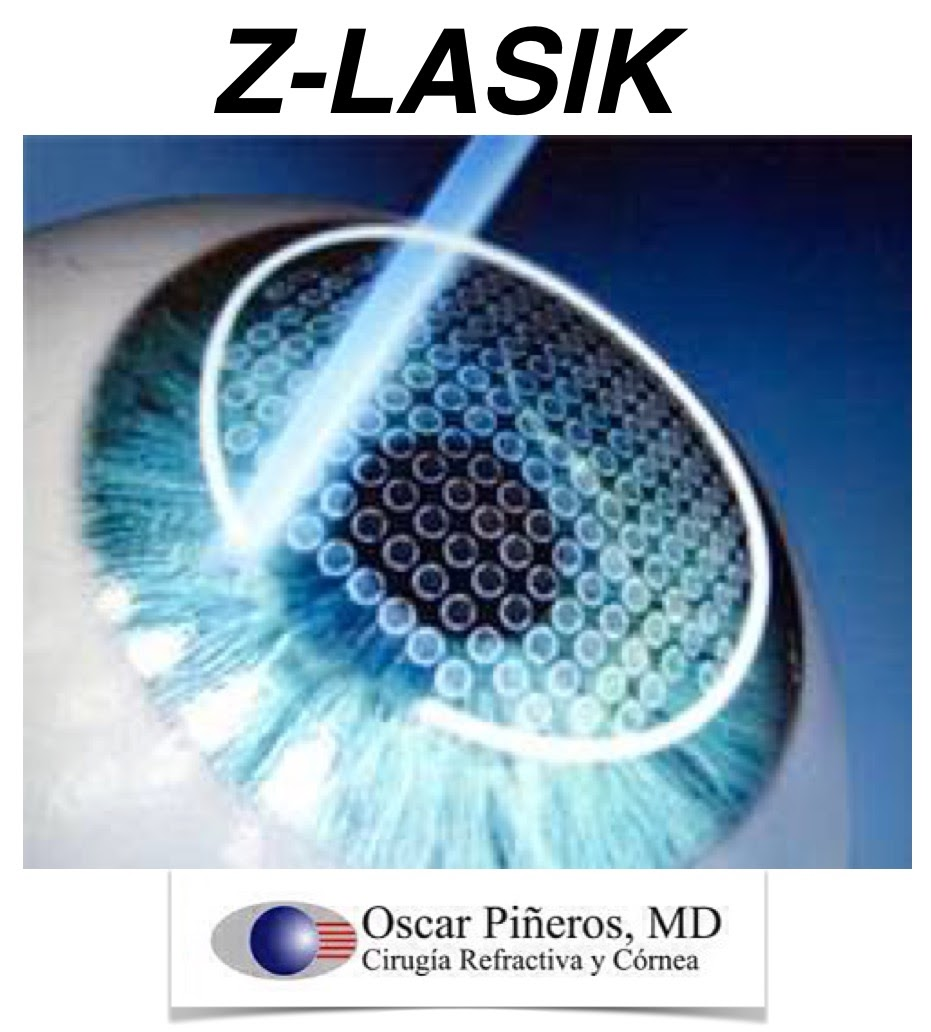 Z-LASIK
Oscar Piñeros, MD
Cirugía Refractiva y Córnea